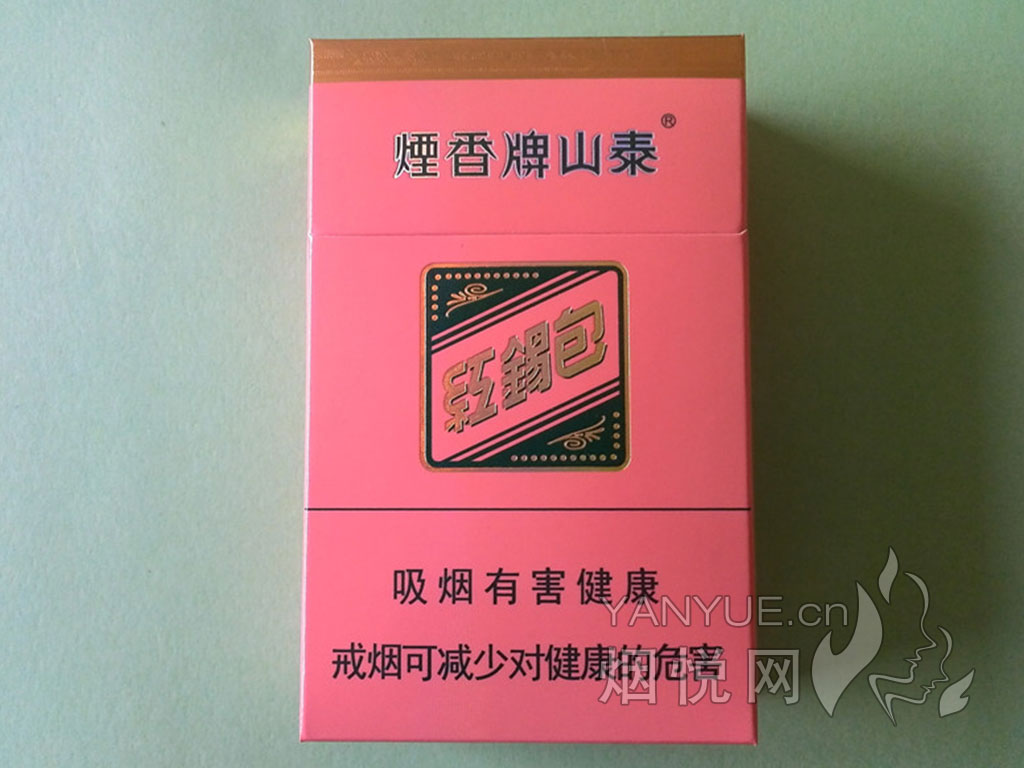 泰山牌香煙®
紅錫包
吸烟有害健康
戒烟可减少对健康的危害
YANYUE.cn
烟悦网